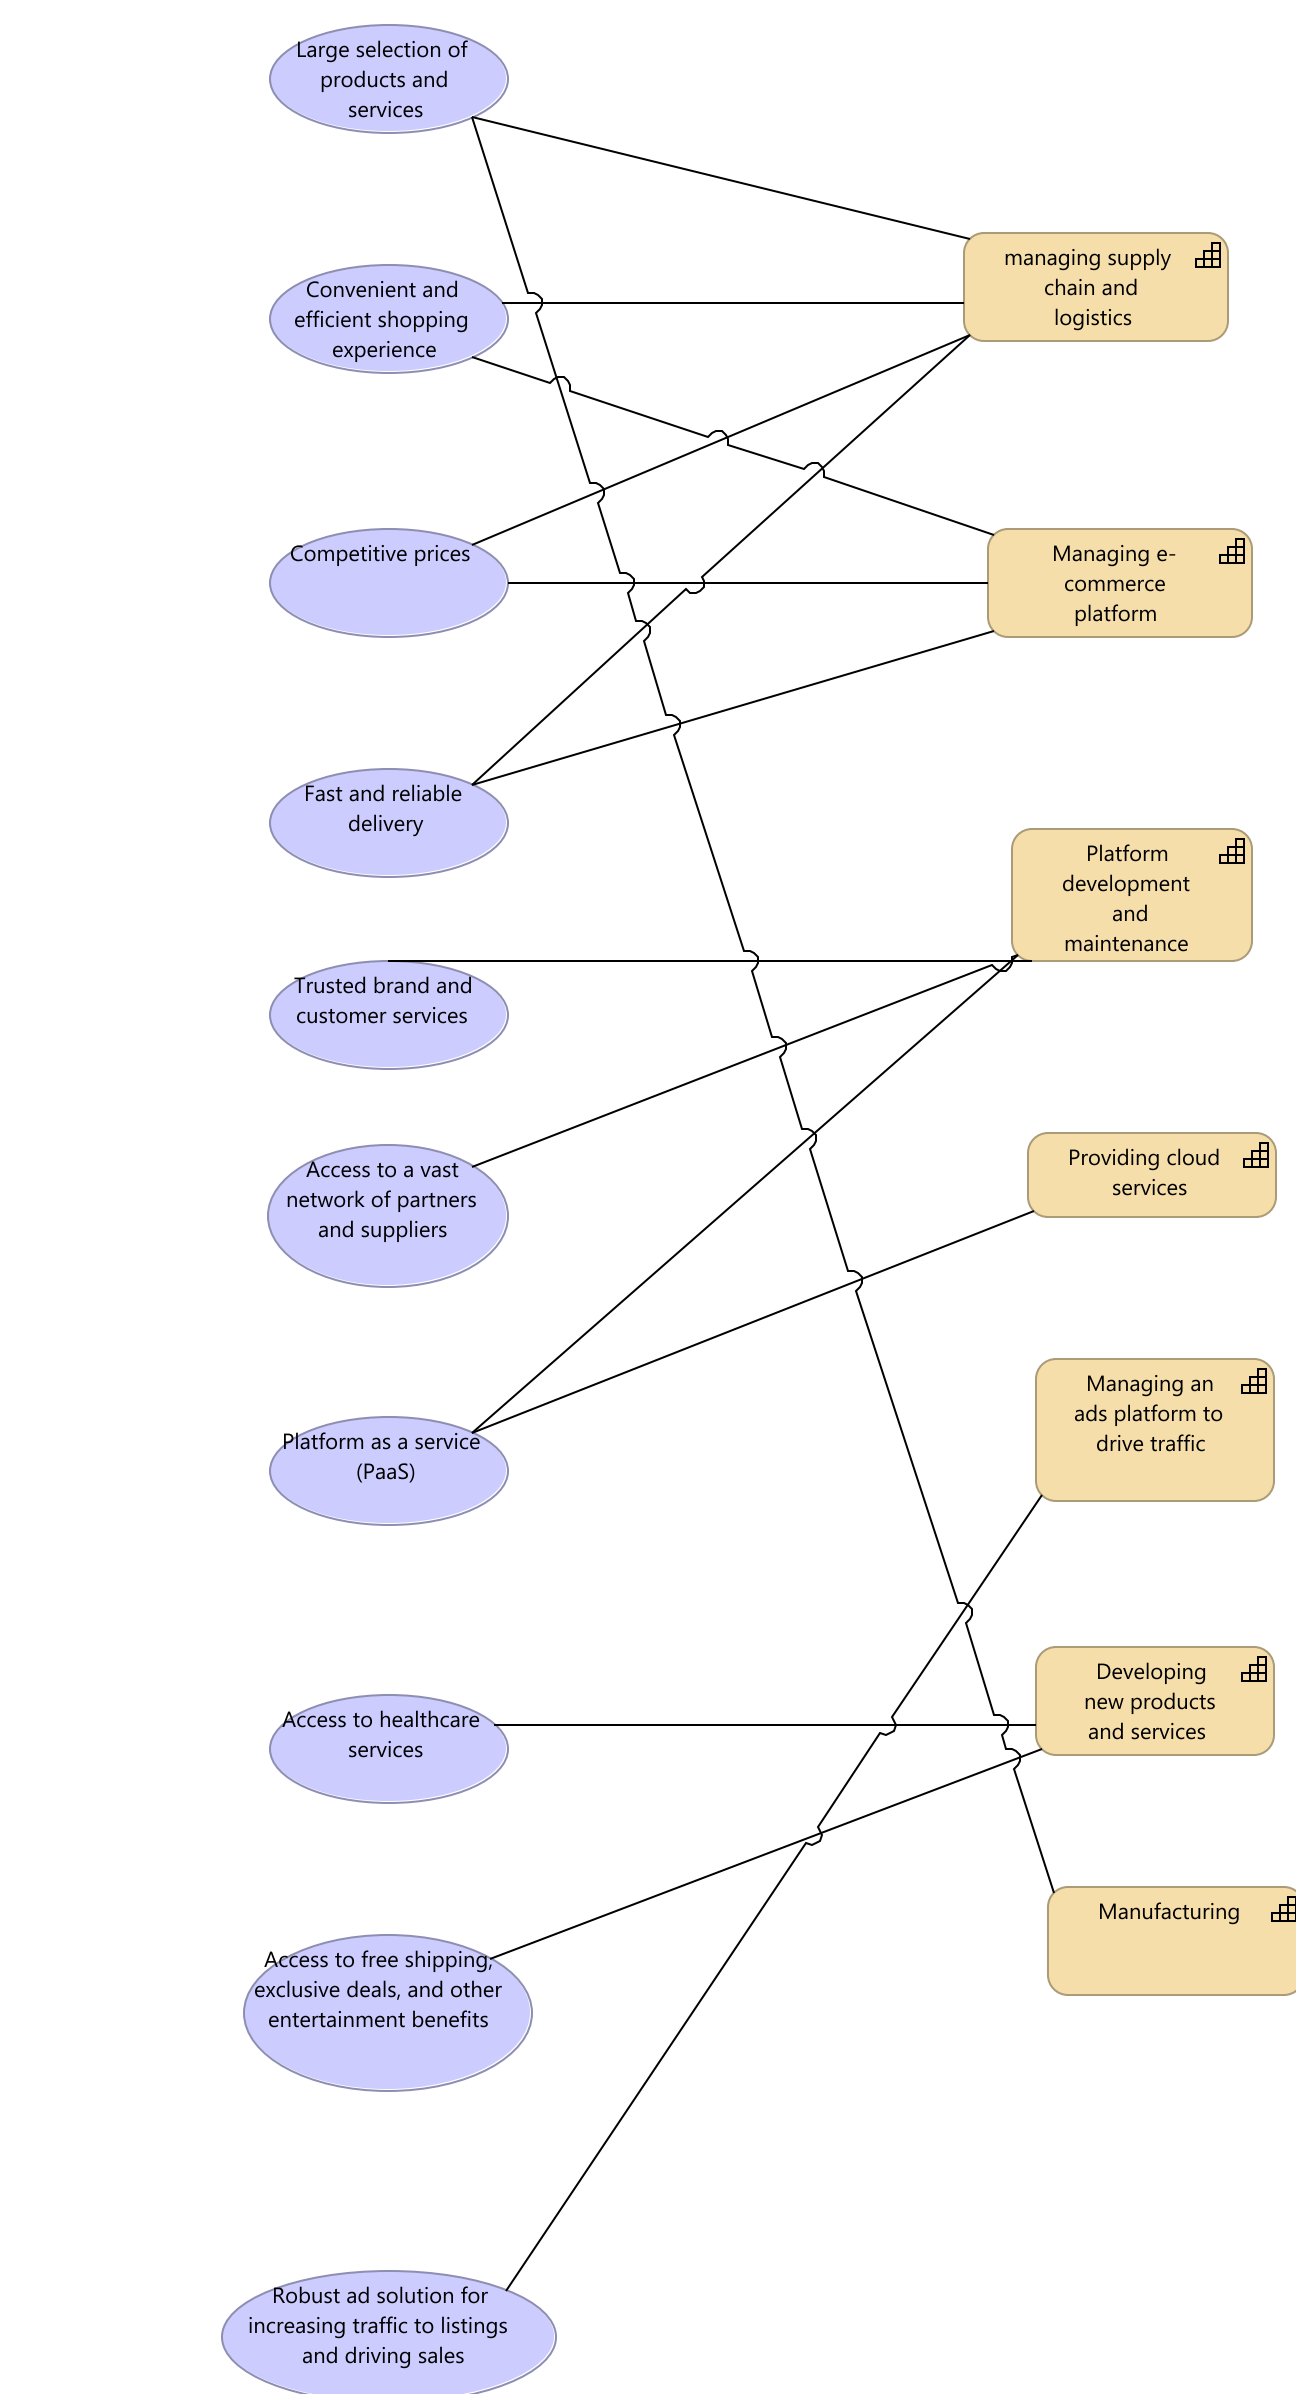 Large selection of
products and
services
managing supply
chain and
logistics
Convenient and
efficient shopping
experience
Competitive prices
Managing e-
commerce
platform
Fast and reliable
delivery
Platform
development
and
maintenance
Trusted brand and
customer services
Access to a vast
network of partners
and suppliers
Providing cloud
services
Managing an
ads platform to
drive traffic
Platform as a service
(PaaS)
Developing
new products
and services
Access to healthcare
services
Manufacturing
Access to free shipping,
exclusive deals, and other
entertainment benefits
Robust ad solution for
increasing traffic to listings
and driving sales